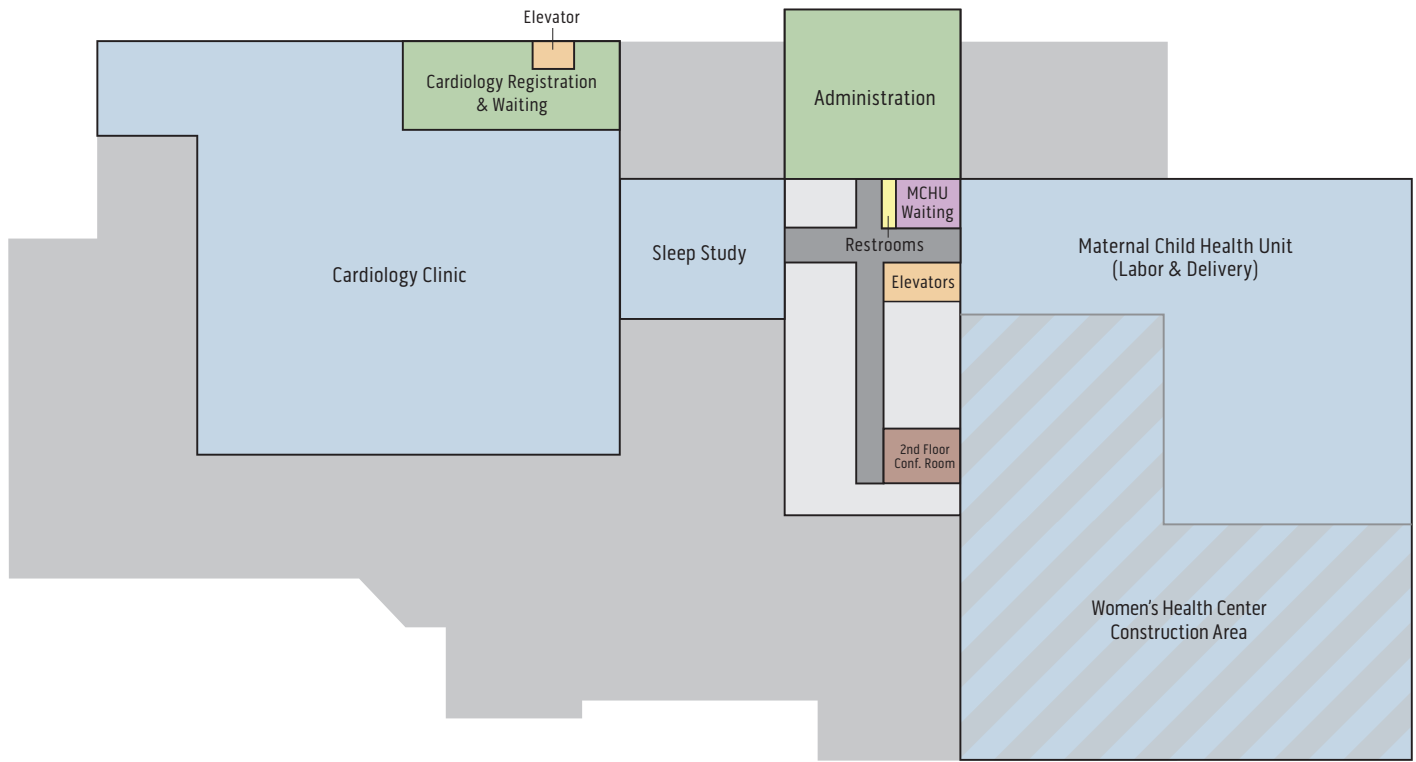 Elevator
Cardiology Registration
& Waiting
Administration
MCHU
Waiting
Restrooms
Sleep Study
Maternal Child Health Unit
(Labor & Delivery)
Cardiology Clinic
Elevators
2nd Floor
Conf. Room
Women's Health Center
Construction Area